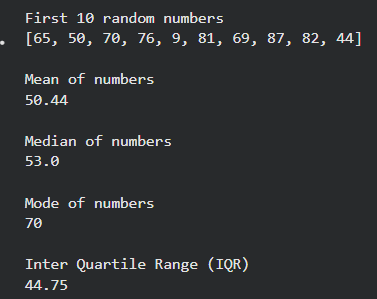 First 10 random numbers
[65, 50, 70, 76, 9, 81, 69, 87, 82, 44]
Mean of numbers
50.44
Median of numbers
53.0
Mode of numbers
70
Inter Quartile Range (IQR)
44.75